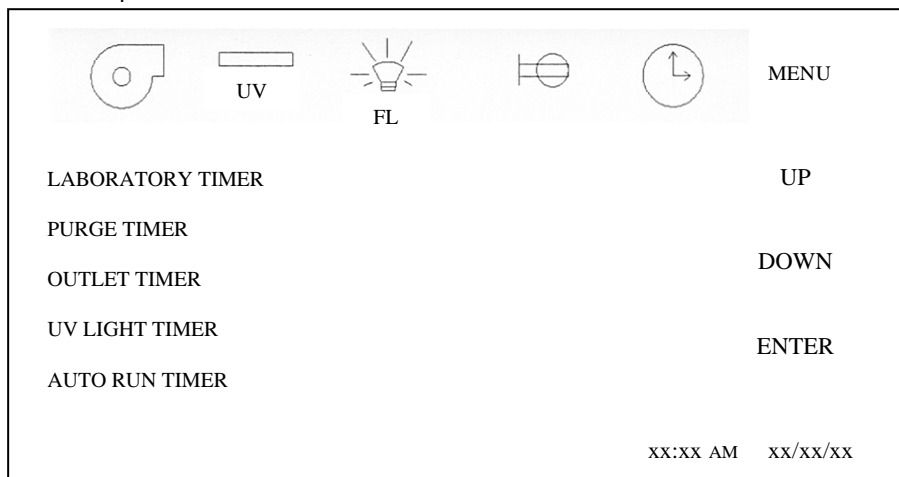 UV
FL
MENU
LABORATORY TIMER
UP
PURGE TIMER
DOWN
OUTLET TIMER
UV LIGHT TIMER
ENTER
AUTO RUN TIMER
xx:xx AM xx/xx/xx